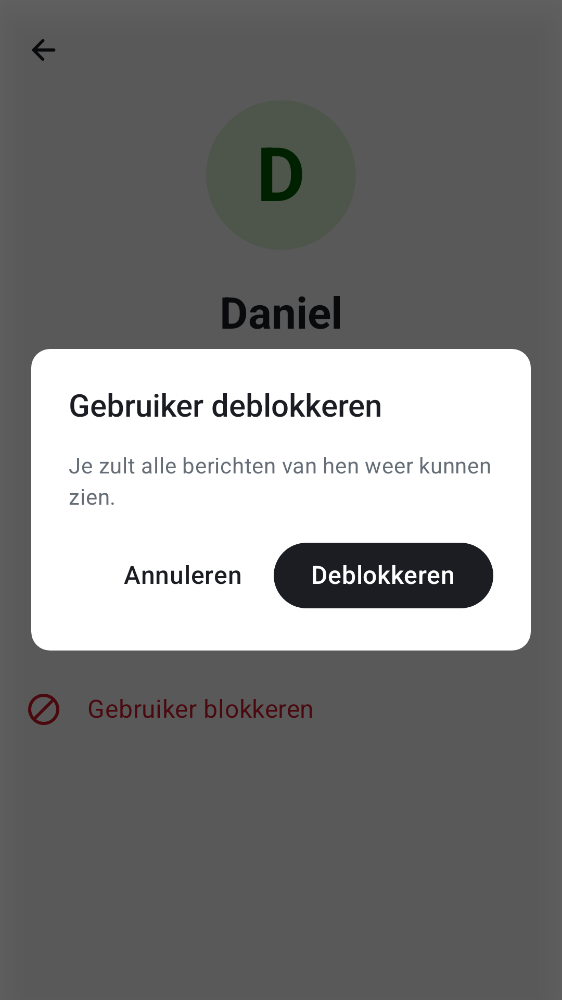 D
Daniel
Gebruiker deblokkeren
Je zult alle berichten van hen weer kunnen
zien.
Annuleren
Deblokkeren
Gebruiker blokkeren